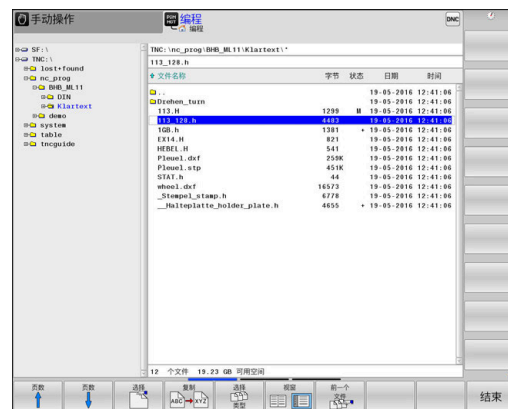 手动操作
PGM MGT 编程
编程
DNC
SF:\
TNC:\
lost+found
nc_prog
BHB_ML11
DIN
Klartext
demo
system
table
tncguide
TNC:\nc_prog\BHB_ML11\Klartext\*
113_128.h
文件名称 字节 状态 日期 时间
.. 19-05-2016 12:41:06
Drehen_turn 19-05-2016 12:41:06
113.H 1299 M 19-05-2016 12:41:06
113_128.h 4483 19-05-2016 12:41:06
1GB.h 1381 + 19-05-2016 12:41:06
EX14.H 821 19-05-2016 12:41:06
HEBEL.H 541 19-05-2016 12:41:06
Pleuel.dxf 259K 19-05-2016 12:41:06
Pleuel.stp 451K 19-05-2016 12:41:06
STAT.h 44 19-05-2016 12:41:06
wheel.dxf 16573 19-05-2016 12:41:06
_Stempel_stamp.h 6778 19-05-2016 12:41:06
__Halteplatte_holder_plate.h 4655 + 19-05-2016 12:41:06
12 个文件 19.23 GB 可用空间
页数
页数
选择
复制
ABC XYZ
选择
类型
视窗
前一个
文件
结束